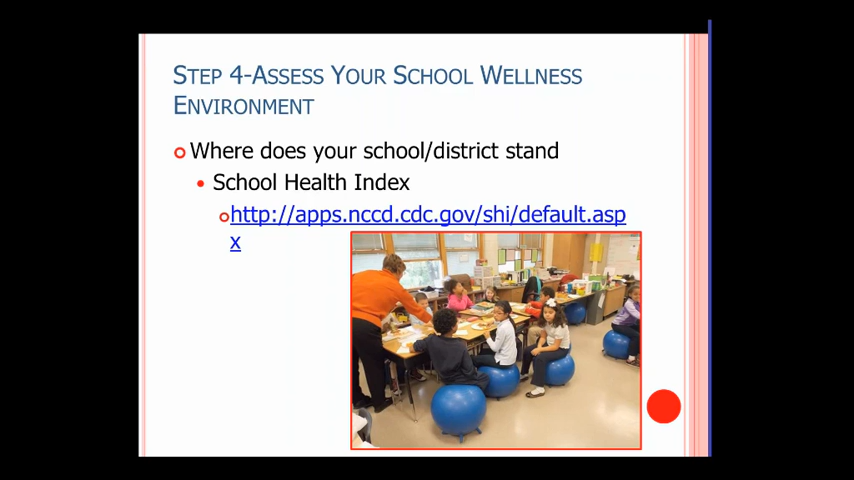 Step 4-Assess Your School Wellness
Environment
Where does your school/district stand
School Health Index
http://apps.nccd.cdc.gov/shi/default.asp
x